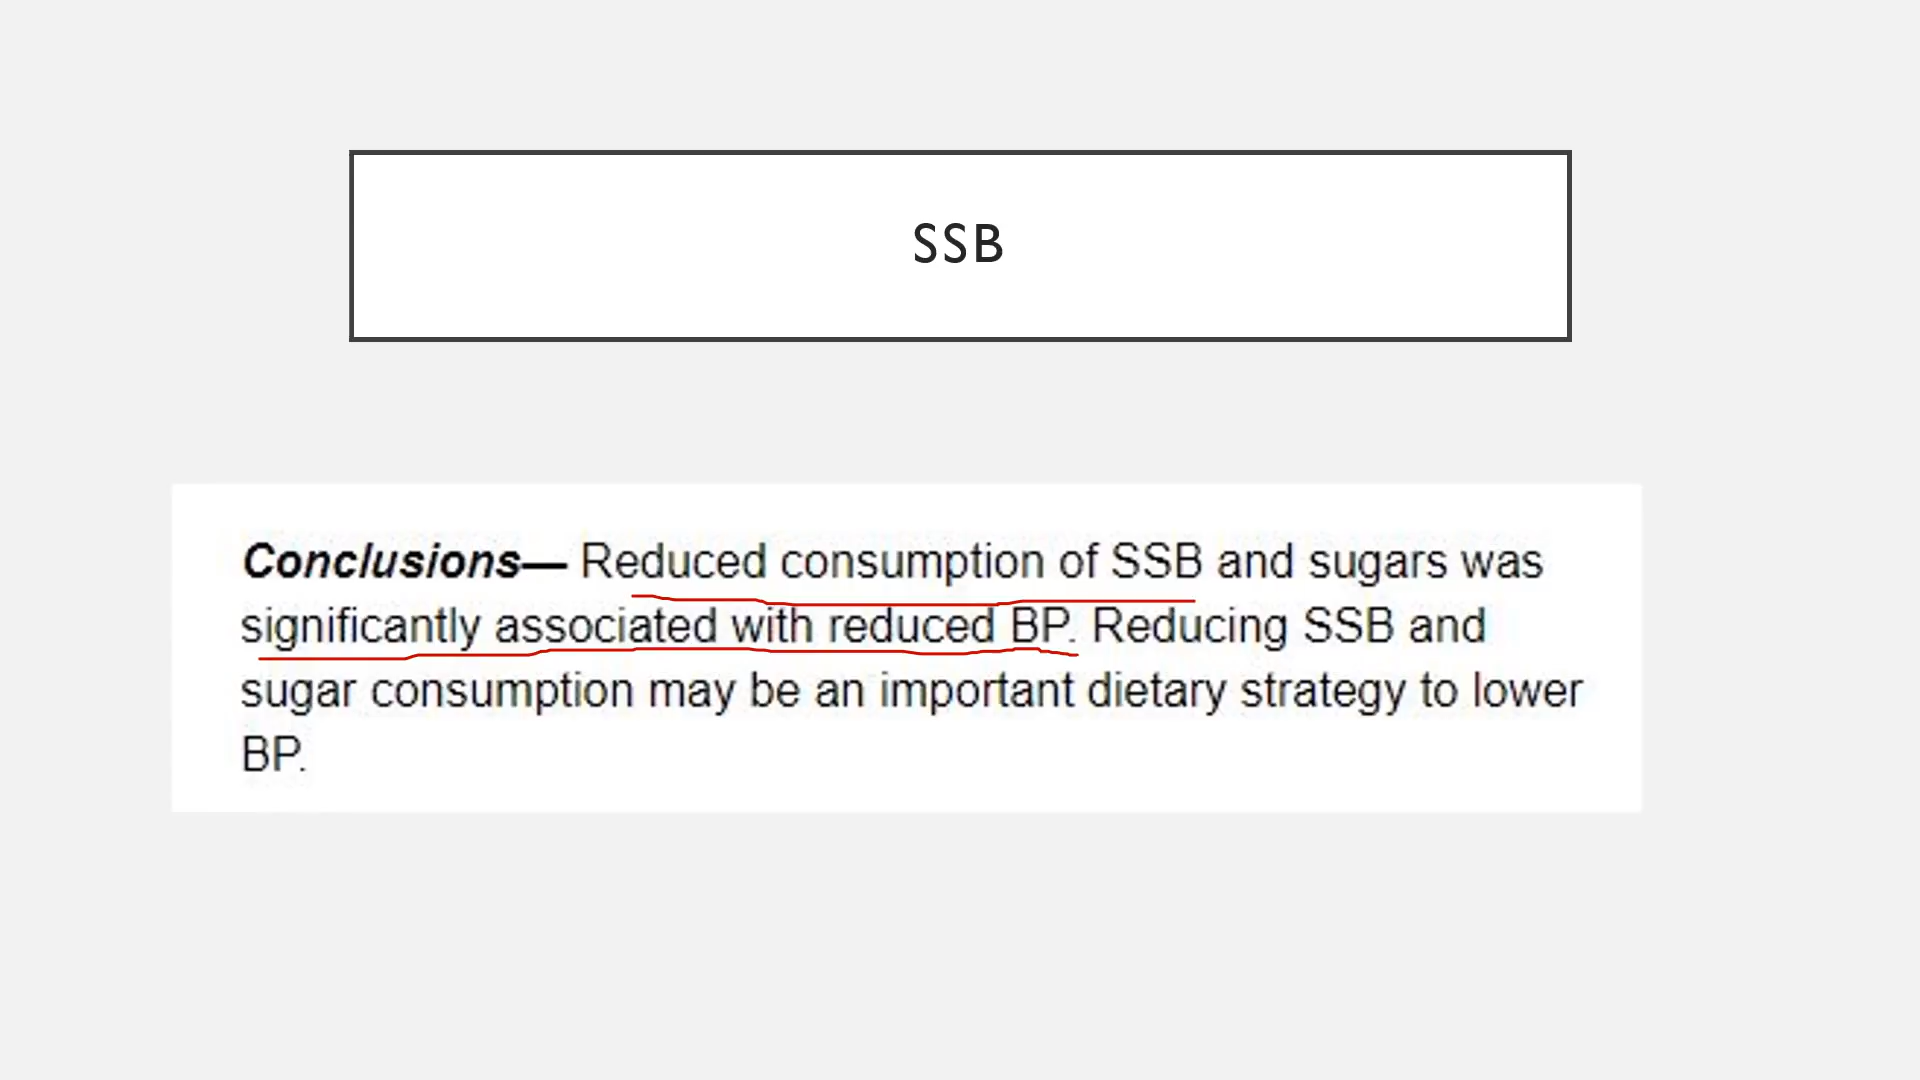 SSB
Conclusions— Reduced consumption of SSB and sugars was
significantly associated with reduced BP. Reducing SSB and
sugar consumption may be an important dietary strategy to lower
BP.